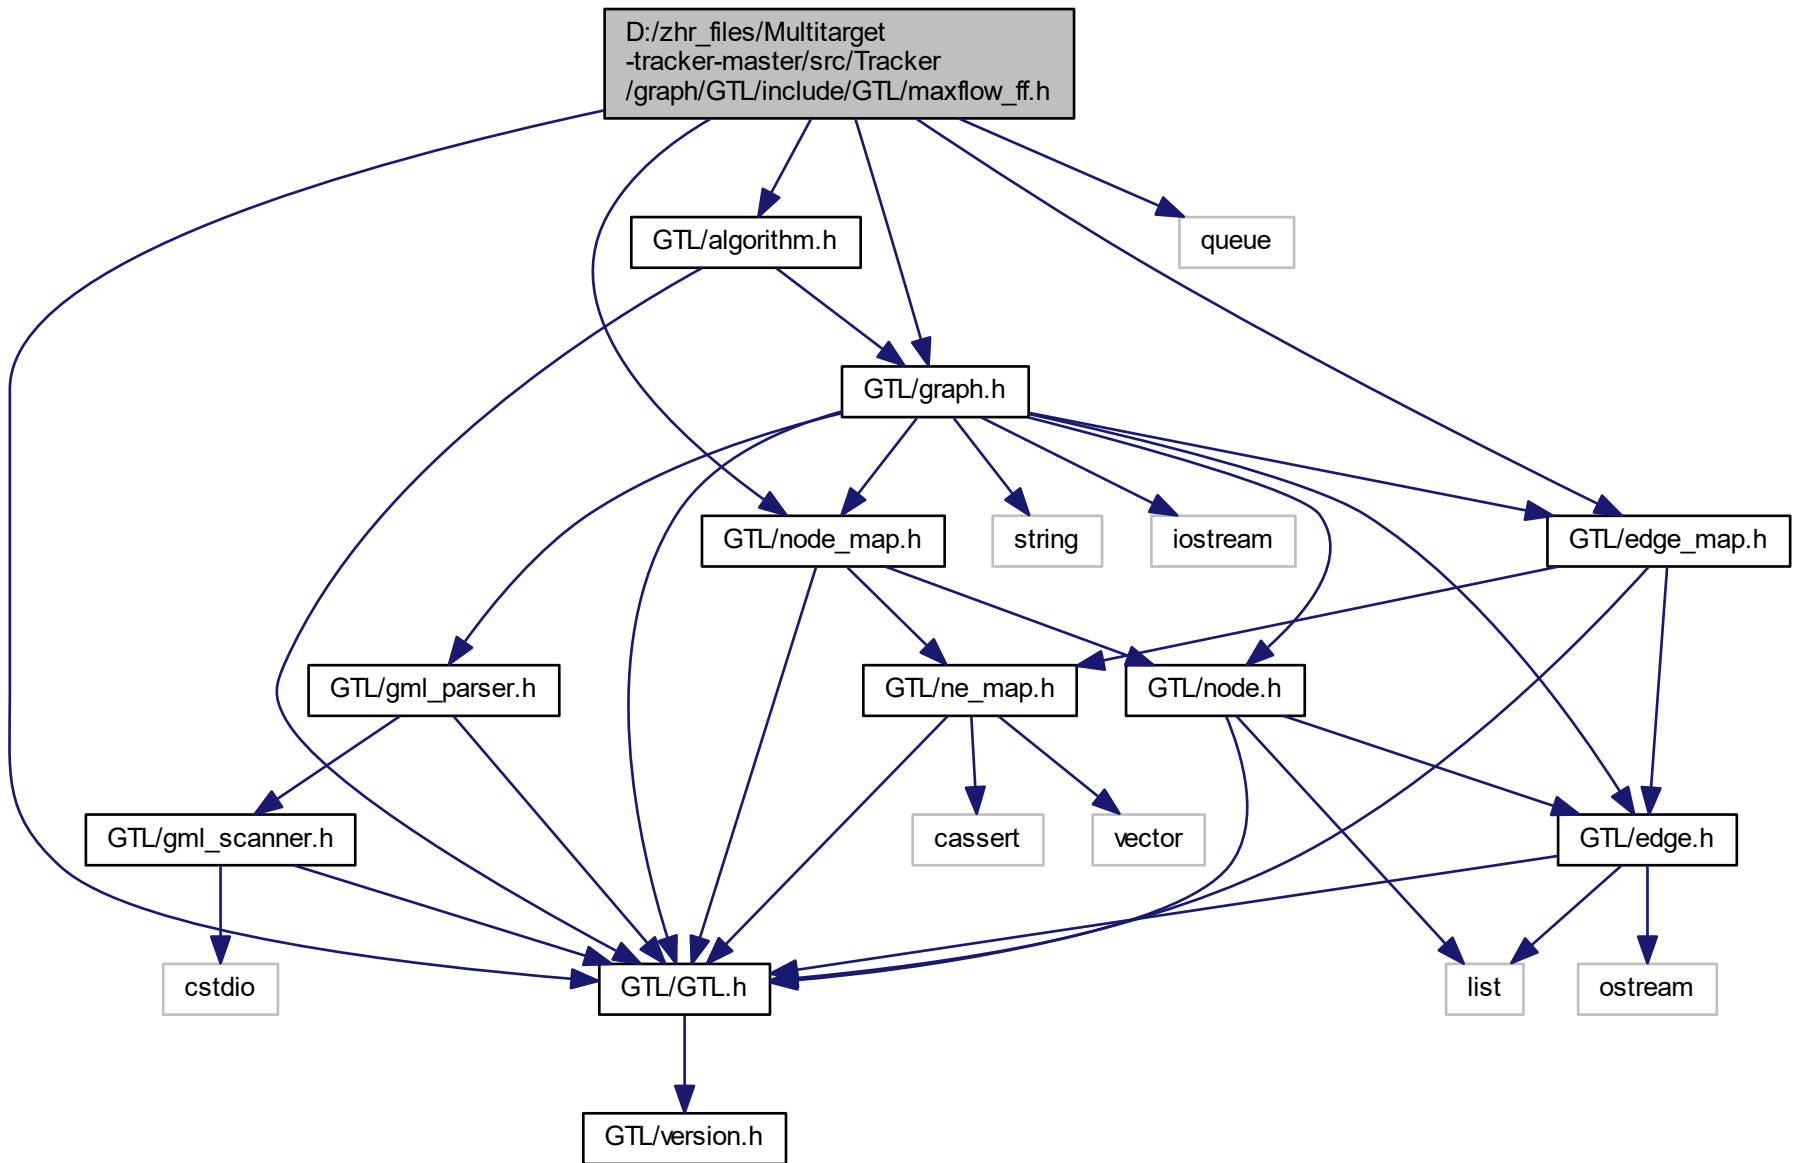 D:/zhr_files/Multitarget
-tracker-master/src/Tracker
/graph/GTL/include/GTL/maxflow_ff.h
GTL/algorithm.h
queue
GTL/graph.h
GTL/node_map.h
string
iostream
GTL/edge_map.h
GTL/gml_parser.h
GTL/ne_map.h
GTL/node.h
GTL/gml_scanner.h
cassert
vector
GTL/edge.h
cstdio
GTL/GTL.h
list
ostream
GTL/version.h